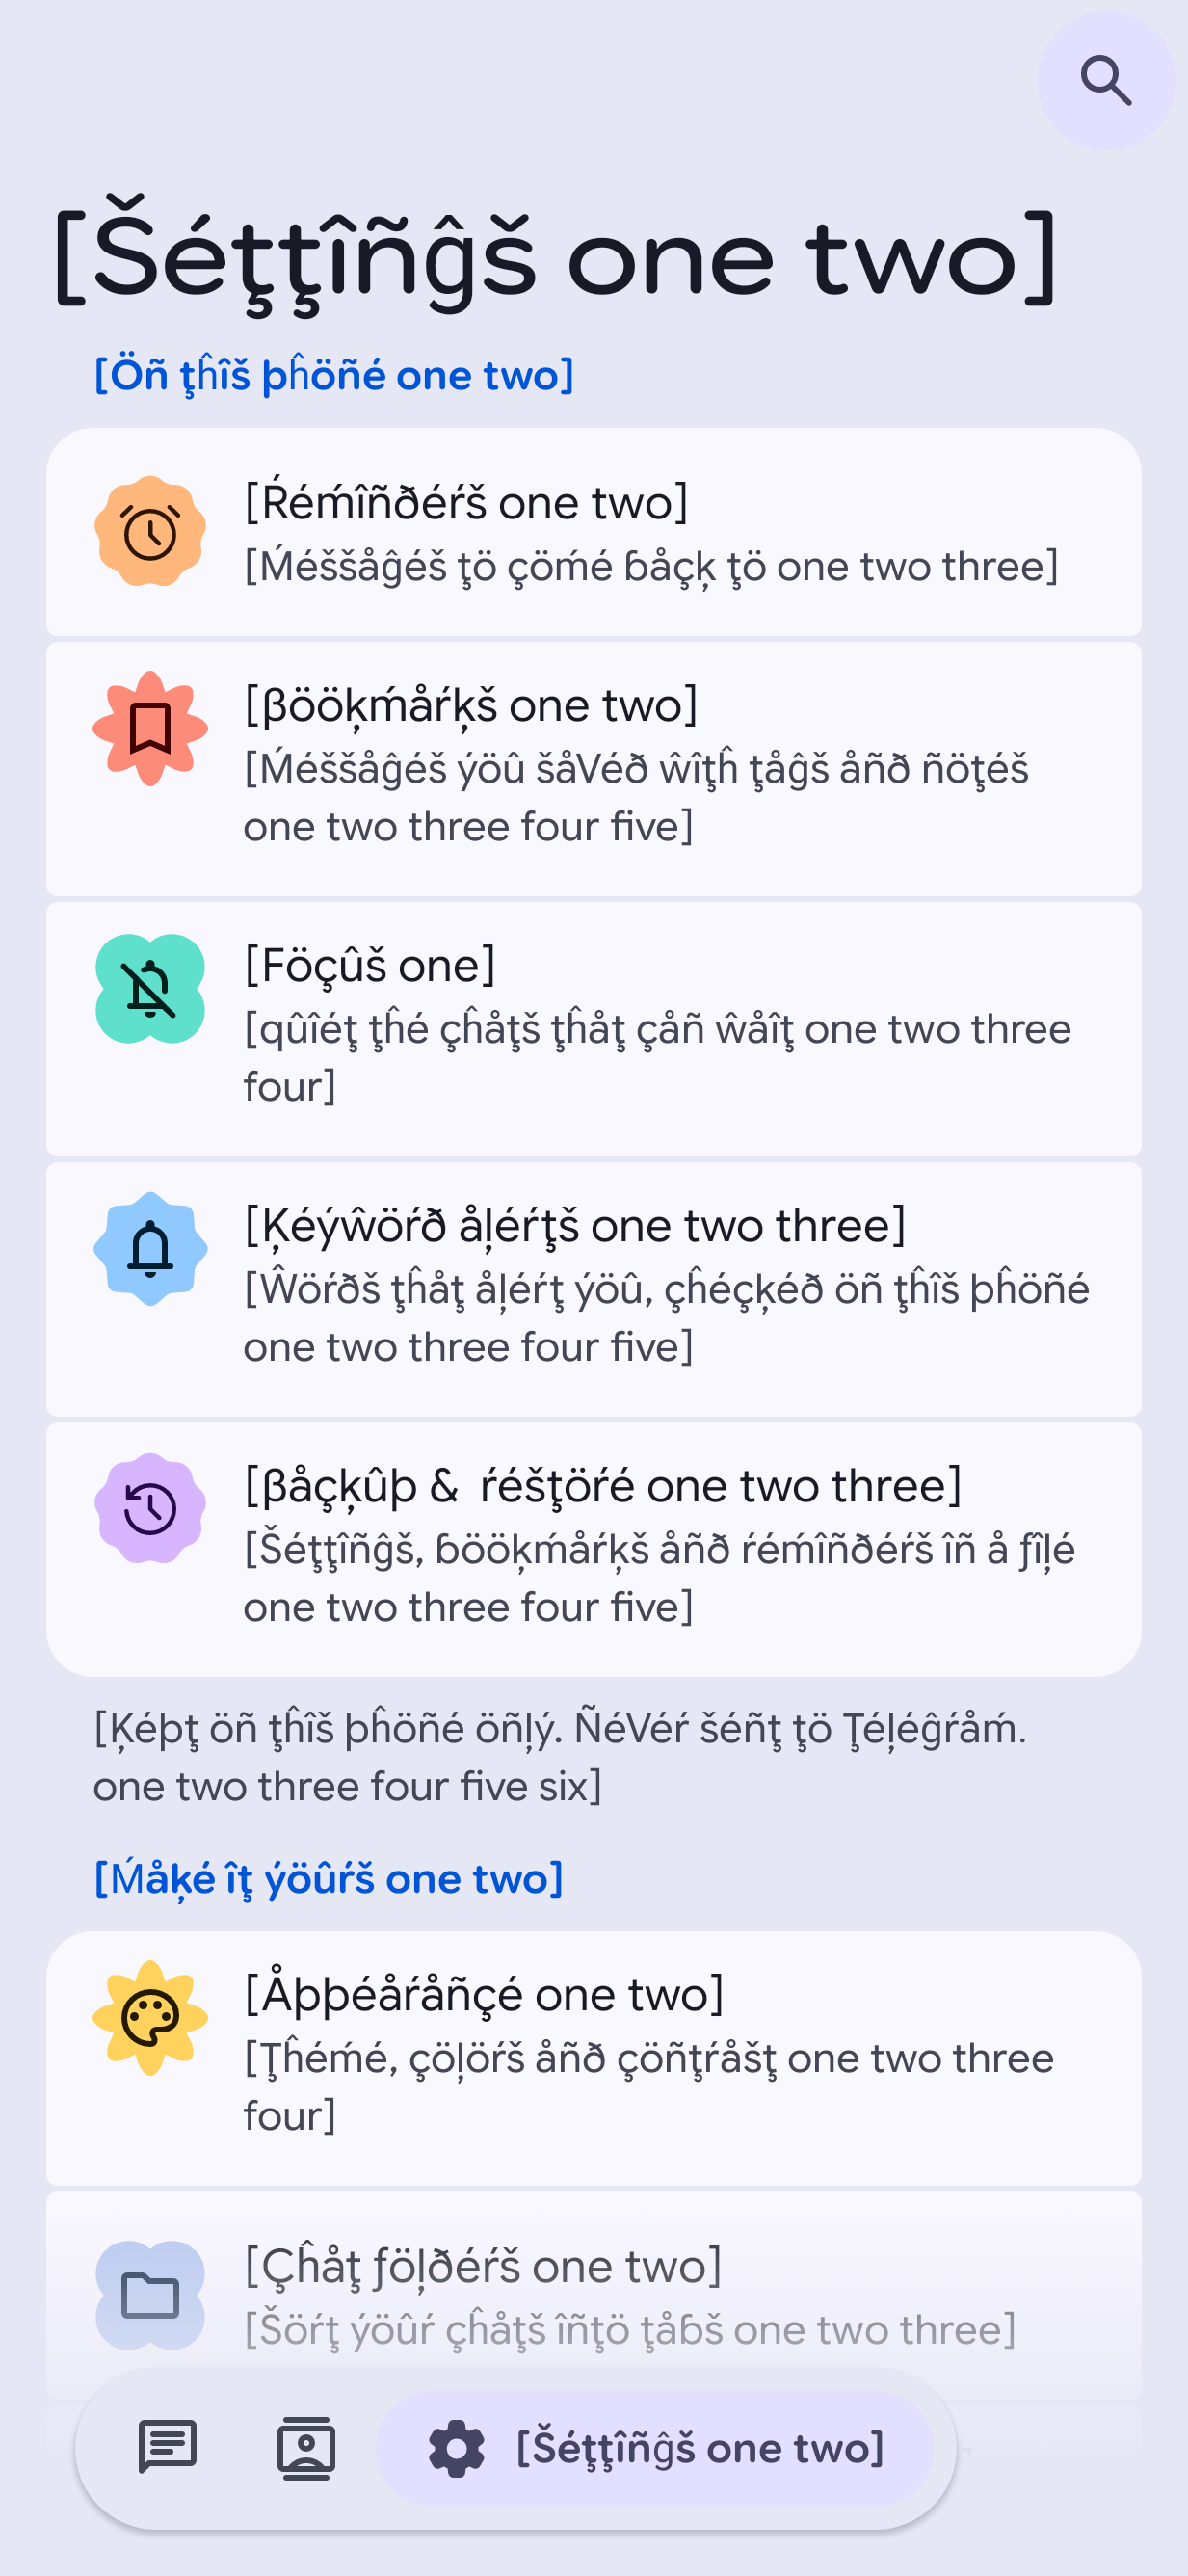 [Šéţţîñĝš one two]
[Öñ ţĥîš þĥöñé one two]
[Ŕéḿîñðéŕš one two]
[Ḿéššåĝéš ţö çöḿé ɓåçķ ţö one two three]
[βööķḿåŕķš one two]
[Ḿéššåĝéš ýöû šåVéð ŵîţĥ ţåĝš åñð ñöţéš
one two three four five]
[Föçûš one]
[qûîéţ ţĥé çĥåţš ţĥåţ çåñ ŵåîţ one two three
four]
[Ķéýŵöŕð åļéŕţš one two three]
[Ŵöŕðš ţĥåţ åļéŕţ ýöû, çĥéçķéð öñ ţĥîš þĥöñé
one two three four five]
[βåçķûþ &  ŕéšţöŕé one two three]
[Šéţţîñĝš, ɓööķḿåŕķš åñð ŕéḿîñðéŕš îñ å ƒîļé
one two three four five]
[Ķéþţ öñ ţĥîš þĥöñé öñļý. ÑéVéŕ šéñţ ţö Ţéļéĝŕåḿ.
one two three four five six]
[Ḿåķé îţ ýöûŕš one two]
[Åþþéåŕåñçé one two]
[Ţĥéḿé, çöļöŕš åñð çöñţŕåšţ one two three
four]
[Çĥåţ ƒöļðéŕš one two]
[Šöŕţ ýöûŕ çĥåţš îñţö ţåɓš one two three]
[Šéţţîñĝš one two]